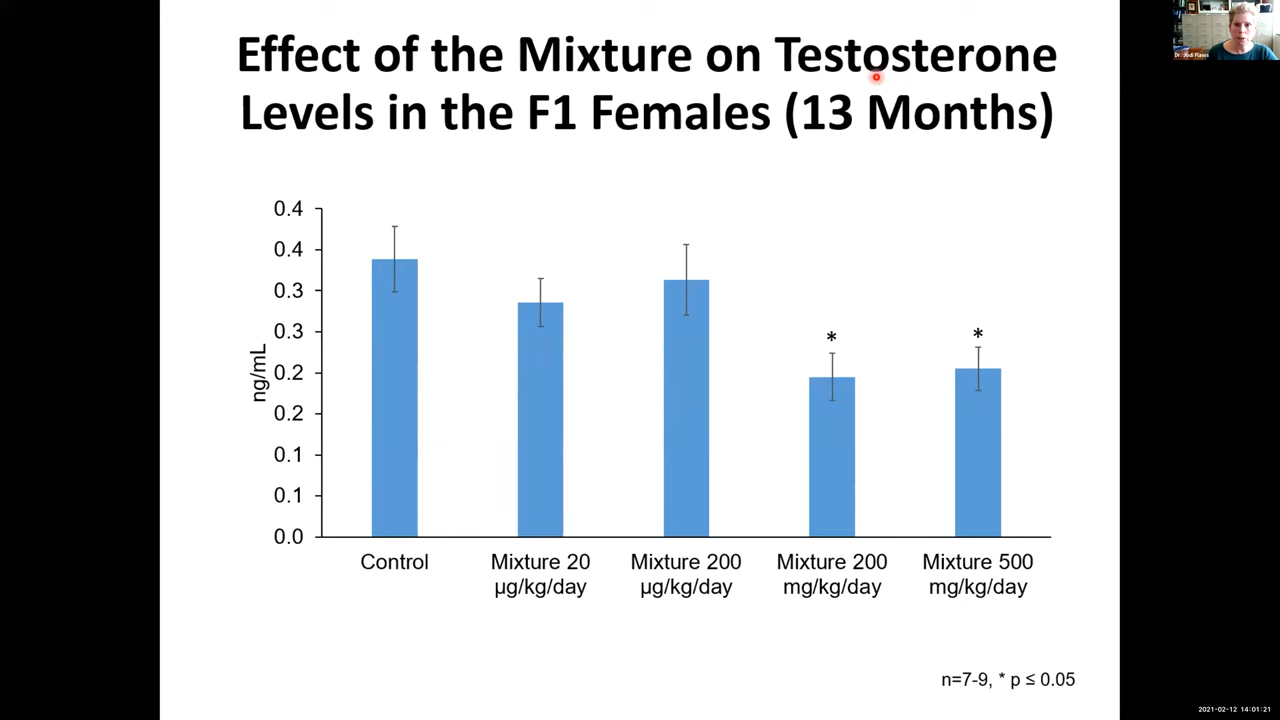 Effect of the Mixture on Testosterone
Levels in the F1 Females (13 Months)
Dr. Jodi Flaws
0.4
0.4
0.3
0.3
0.2
0.2
0.1
0.1
0.0
ng/mL
*
*
Control
Mixture 20
µg/kg/day
Mixture 200
µg/kg/day
Mixture 200
mg/kg/day
Mixture 500
mg/kg/day
n=7-9, * p ≤ 0.05
2021-02-12 14:01:21